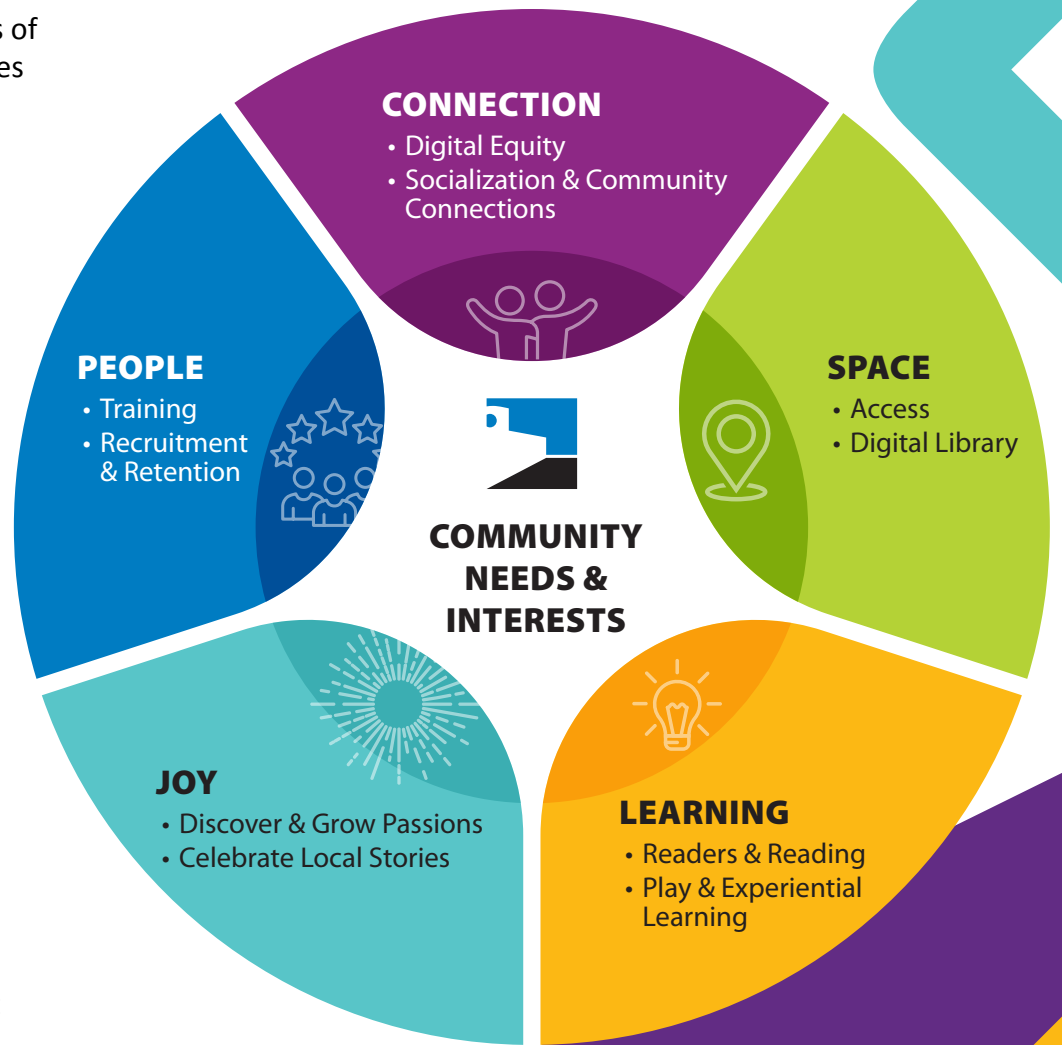 s of
es
CONNECTION
• Digital Equity
• Socialization & Community
Connections
PEOPLE
• Training
• Recruitment
& Retention
SPACE
• Access
• Digital Library
COMMUNITY
NEEDS &
INTERESTS
JOY
• Discover & Grow Passions
• Celebrate Local Stories
LEARNING
• Readers & Reading
• Play & Experiential
Learning